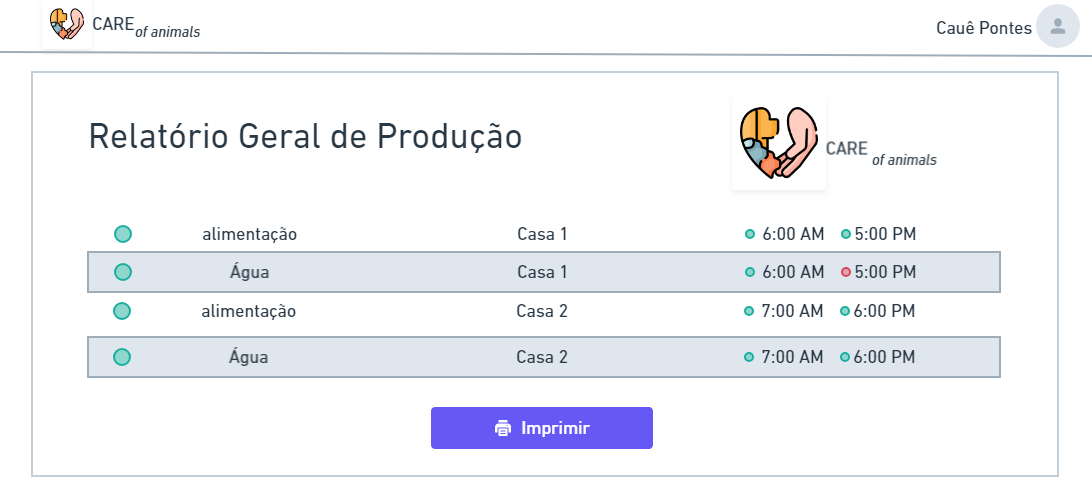 CARE of animals Cauê Pontes
Relatório Geral de Produção
CARE of animals
alimentação Casa 1 6:00 AM 5:00 PM
Água Casa 1 6:00 AM 5:00 PM
alimentação Casa 2 7:00 AM 6:00 PM
Água Casa 2 7:00 AM 6:00 PM
Imprimir